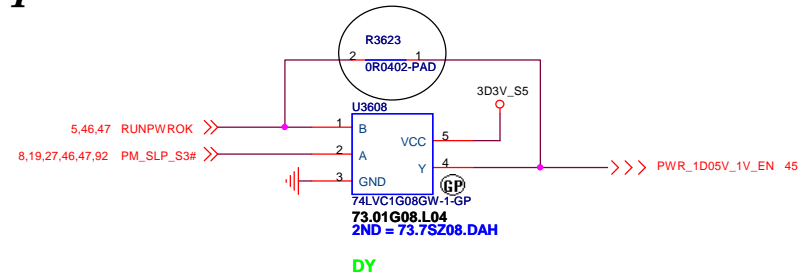 R3623
2 1
0R0402-PAD
3D3V_S5
U3608
5,46,47 RUNPWROK 1 B
VCC 5
8,19,27,46,47,92 PM_SLP_S3# 2 A
Y 4 PWR_1D05V_1V_EN 45
3 GND
GP
74LVC1G08GW-1-GP
73.01G08.L04
2ND = 73.7SZ08.DAH
DY